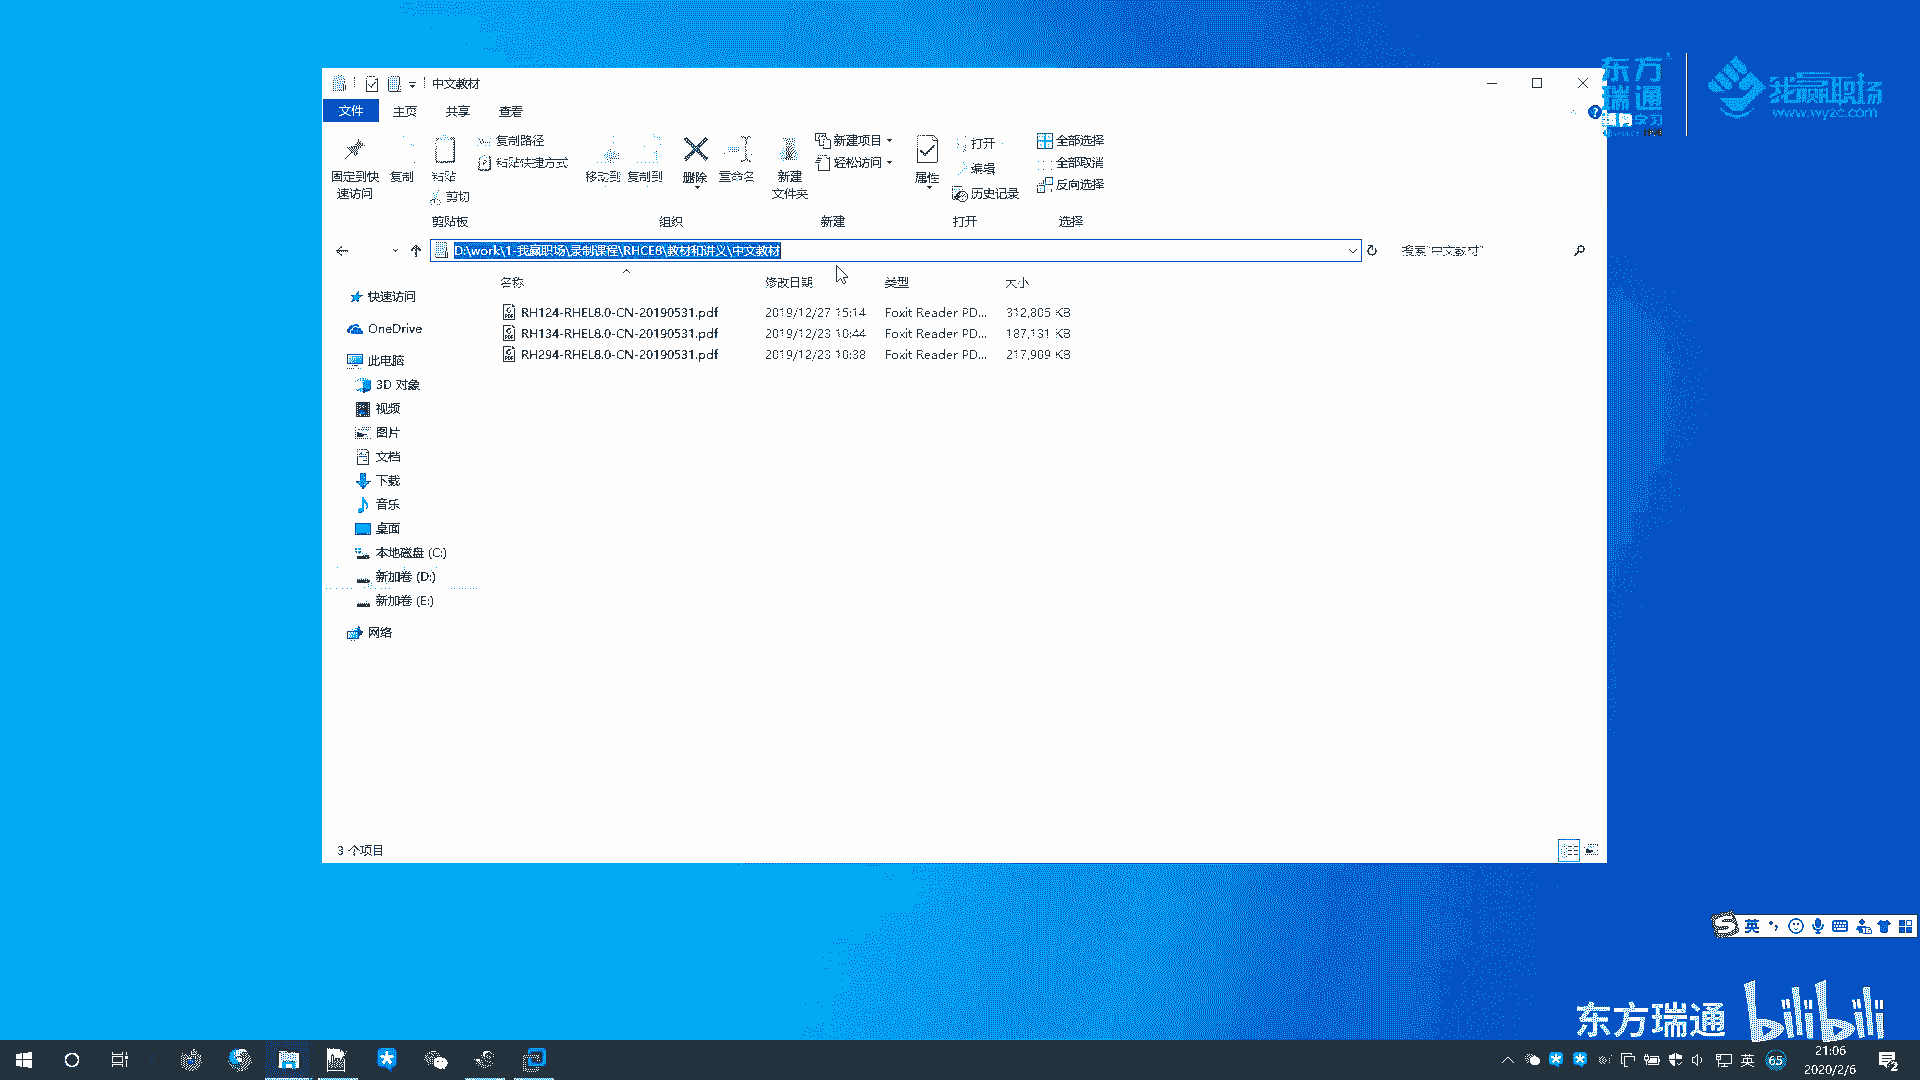 中文教材
文件 主页 共享 查看
固定到快速访问 复制 粘贴 复制路径 粘贴快捷方式 剪切
移动到 复制到 删除 重命名 新建文件夹 新建项目 轻松访问
属性 打开 编辑 历史记录 全部选择 全部取消 反向选择
剪贴板 组织 新建 打开 选择
D:\work\1-我赢职场\录制课程\RHCE8\教材和讲义\中文教材
搜索"中文教材"
名称 修改日期 类型 大小
RH124-RHEL8.0-CN-20190531.pdf 2019/12/27 15:14 Foxit Reader PD... 312,805 KB
RH134-RHEL8.0-CN-20190531.pdf Foxit Reader PD... 187,131 KB
RH294-RHEL8.0-CN-20190531.pdf Foxit Reader PD... 217,909 KB
快速访问
OneDrive
此电脑
3D 对象
视频
图片
文档
下载
音乐
桌面
本地磁盘 (C:)
新加卷 (D:)
新加卷 (E:)
网络
3 个项目
东方瑞通
我赢职场
www.wyzc.com
英
东方瑞通 bilibili
英 65
21:06
2020/2/6
2